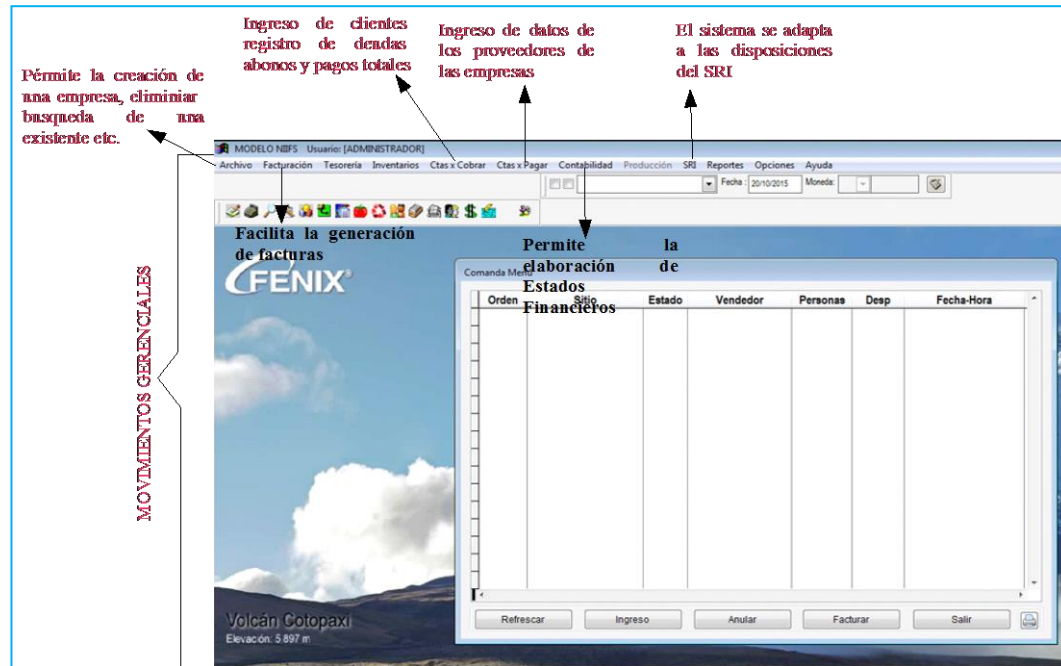 Ingreso de clientes
registro de dendas
abonos y pagos totales
Ingreso de datos de
los proveedores de
las empresas
El sistema se adapta
a las disposiciones
del SRI
Pérmite la creación de
una empresa, eliminiar
busqueda de una
existente etc.
MODELO NIIFS Usuario: [ADMINISTRADOR]
Archivo Facturación Tesorería Inventarios Ctas x Cobrar Ctas x Pagar Contabilidad Producción SRI Reportes Opciones Ayuda
Fecha : 20/10/2015 Moneda:
Facilita la generación
de facturas
Permite la
elaboración de
Estados
Financieros
FÉNIX®
Comanda Menú
Orden Sitio Estado Vendedor Personas Desp Fecha-Hora
MOVIMIENTOS GERENCIALES
Refrescar Ingreso Anular Facturar Salir
Volcán Cotopaxi
Elevación: 5 897 m